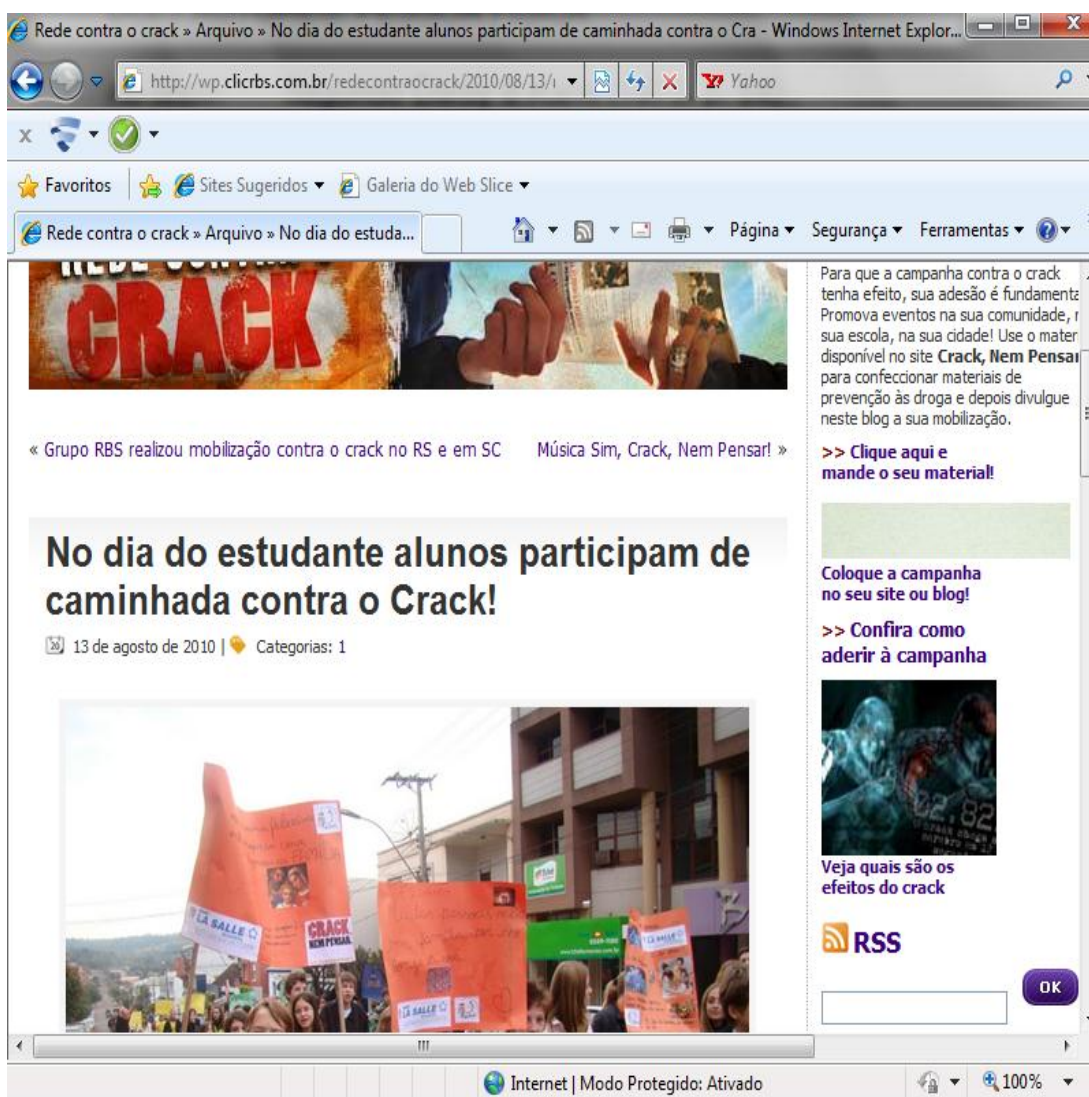 Rede contra o crack » Arquivo » No dia do estudante alunos participam de caminhada contra o Cra - Windows Internet Explor...
http://wp.clicrbs.com.br/redecontraocrack/2010/08/13/
Yahoo
x
Favoritos
Sites Sugeridos
Galeria do Web Slice
Rede contra o crack » Arquivo » No dia do estuda...
Página
Segurança
Ferramentas
REDE CONTRA
CRACK
« Grupo RBS realizou mobilização contra o crack no RS e em SC
Música Sim, Crack, Nem Pensar! »
No dia do estudante alunos participam de
caminhada contra o Crack!
13 de agosto de 2010 | Categorias: 1
FAMÍLIA
LA SALLE
CRACK
NEM PENSAR
LA SALLE
LA SALLE
Para que a campanha contra o crack
tenha efeito, sua adesão é fundamenta
Promova eventos na sua comunidade,
sua escola, na sua cidade! Use o mater
disponível no site Crack, Nem Pensar
para confeccionar materiais de
prevenção às droga e depois divulgue
neste blog a sua mobilização.
>> Clique aqui e
mande o seu material!
Coloque a campanha
no seu site ou blog!
>> Confira como
aderir à campanha
02.82
Veja quais são os
efeitos do crack
RSS
OK
Internet | Modo Protegido: Ativado
100%